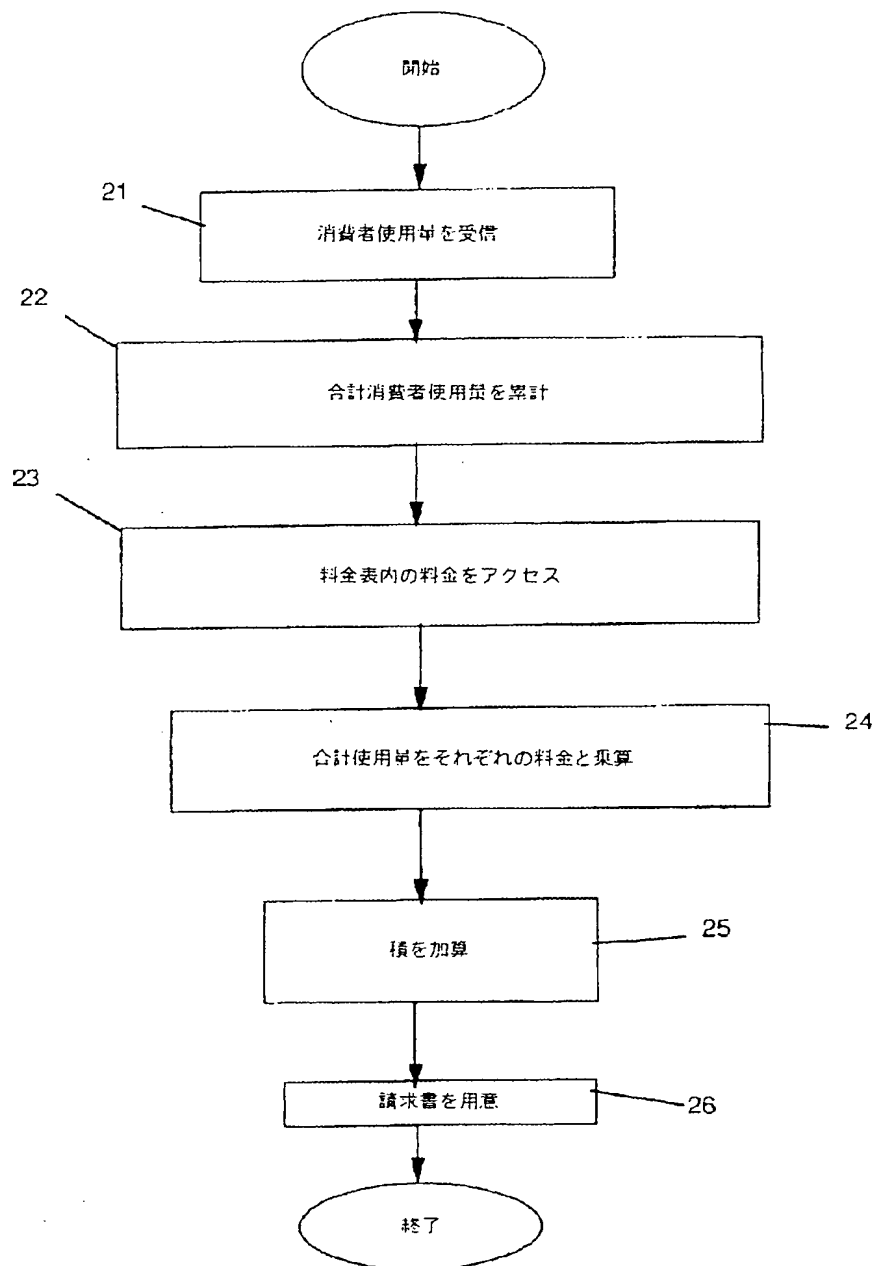 開始
21
消費者使用量を受信
22
合計消費者使用量を累計
23
料金表内の料金をアクセス
24
合計使用量をそれぞれの料金と乗算
25
積を加算
26
請求書を用意
終了